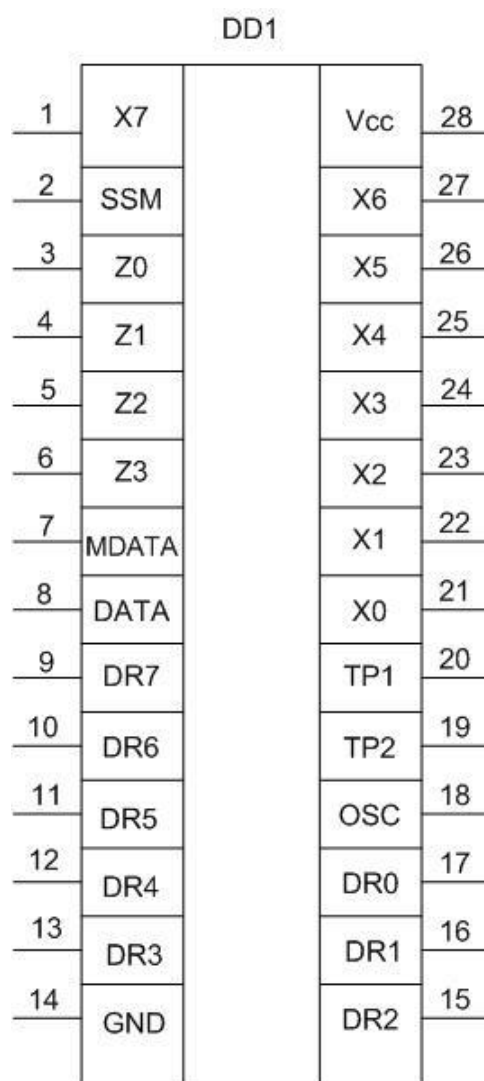 DD1
1 X7 Vcc 28
2 SSM X6 27
3 Z0 X5 26
4 Z1 X4 25
5 Z2 X3 24
6 Z3 X2 23
7 MDATA X1 22
8 DATA X0 21
9 DR7 TP1 20
10 DR6 TP2 19
11 DR5 OSC 18
12 DR4 DR0 17
13 DR3 DR1 16
14 GND DR2 15